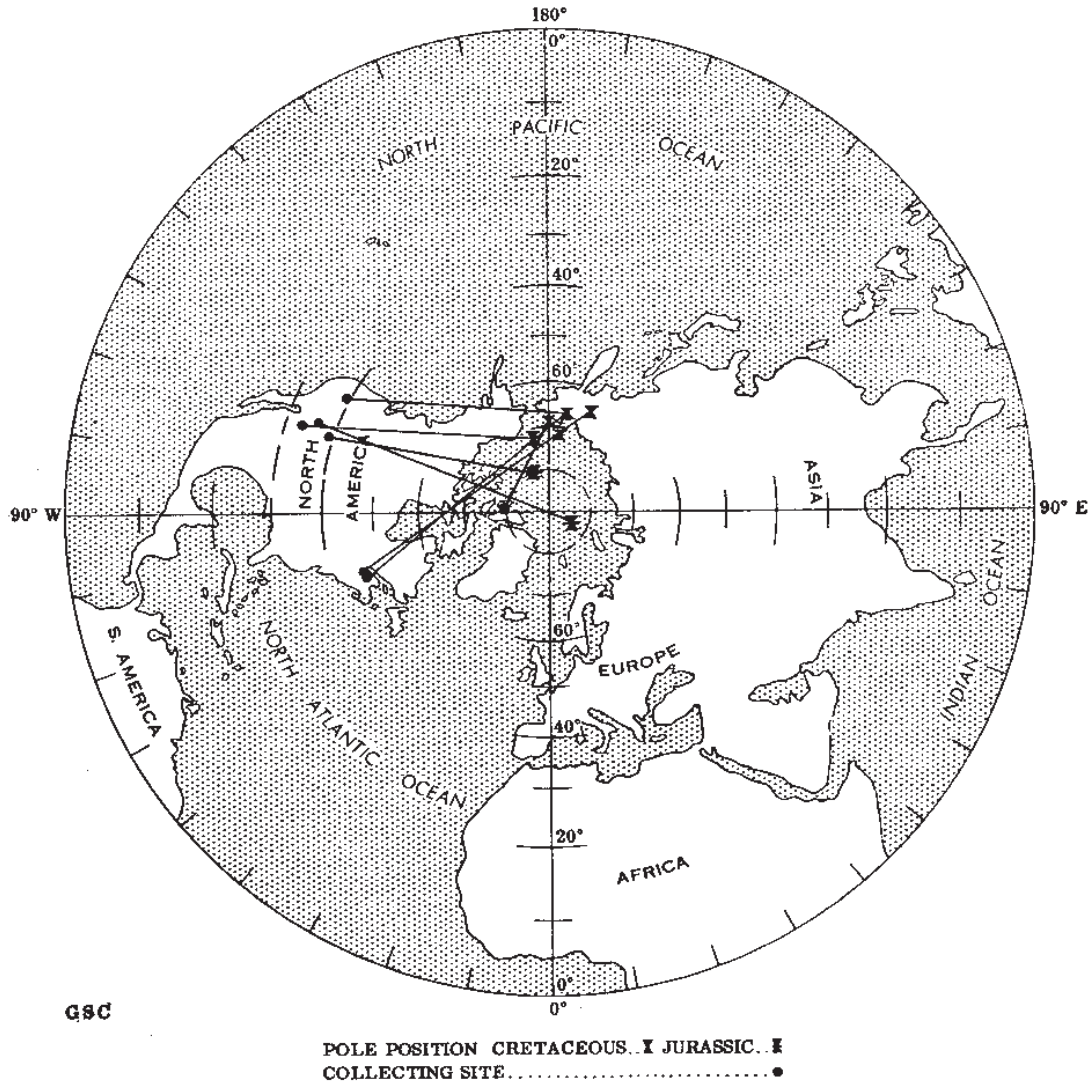 180°
0°
NORTH PACIFIC OCEAN
20°
40°
60°
NORTH AMERICA
ASIA
90° W
90° E
S. AMERICA
NORTH ATLANTIC OCEAN
60°
EUROPE
INDIAN OCEAN
40°
20°
AFRICA
0°
0°
GSC
POLE POSITION CRETACEOUS.. JURASSIC..
COLLECTING SITE